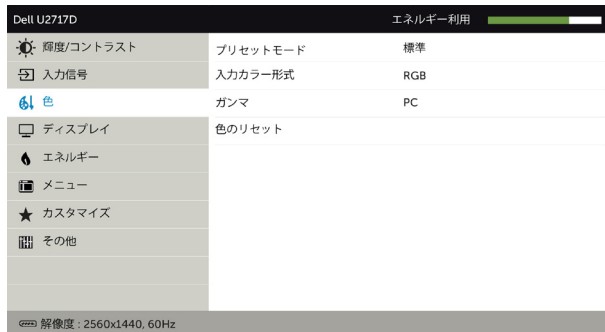 Dell U2717D エネルギー利用
輝度/コントラスト プリセットモード 標準
入力信号 入力カラー形式 RGB
色 ガンマ PC
ディスプレイ 色のリセット
エネルギー
メニュー
カスタマイズ
その他
解像度 : 2560x1440, 60Hz